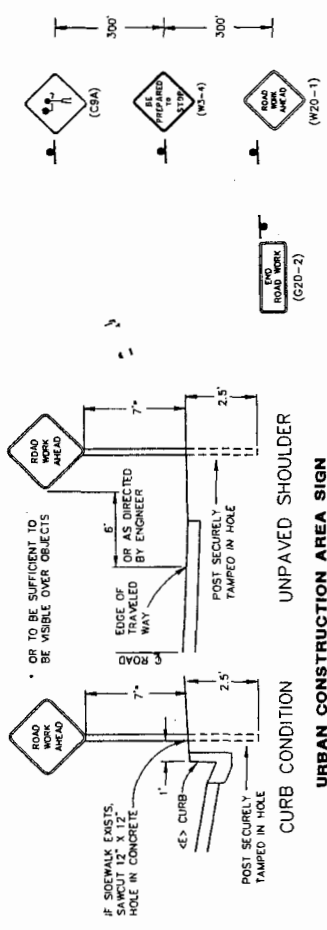 * OR TO BE SUFFICIENT TO
BE VISIBLE OVER OBJECTS
ROAD
WORK
AHEAD
7'*
IF SIDEWALK EXISTS,
SAWCUT 12" X 12"
HOLE IN CONCRETE
1'
<E> CURB
2.5'
POST SECURELY
TAMPED IN HOLE
CURB CONDITION
ROAD
WORK
AHEAD
7'*
6'
OR AS DIRECTED
BY ENGINEER
EDGE OF
TRAVELED
WAY
ROAD
2.5'
POST SECURELY
TAMPED IN HOLE
UNPAVED SHOULDER
URBAN CONSTRUCTION AREA SIGN
300'
300'
(C9A)
BE
PREPARED
TO
STOP
(W3-4)
ROAD
WORK
AHEAD
(W20-1)
END
ROAD WORK
(G20-2)